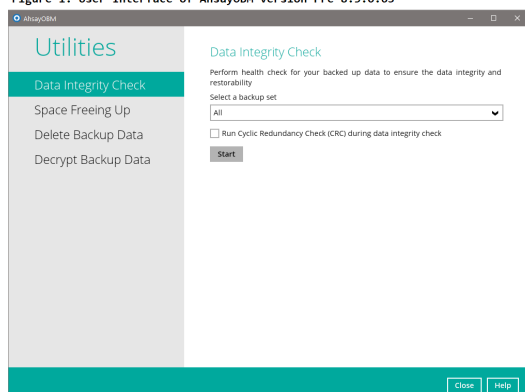 Figure 1: User Interface of AhsayOBM version Pre-8.5.0.65
AhsayOBM
Utilities
Data Integrity Check
Space Freeing Up
Delete Backup Data
Decrypt Backup Data
Data Integrity Check
Perform health check for your backed up data to ensure the data integrity and
restorability
Select a backup set
All
Run Cyclic Redundancy Check (CRC) during data integrity check
Start
Close
Help